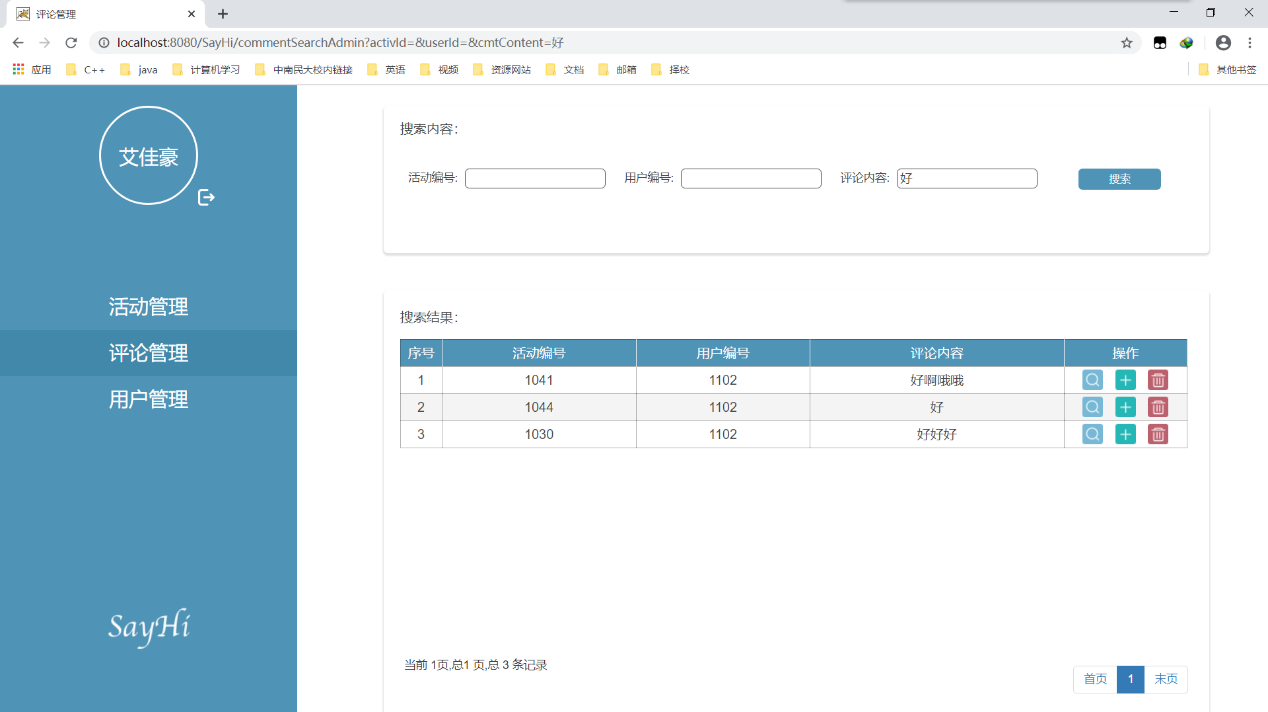 评论管理
localhost:8080/SayHi/commentSearchAdmin?activId=&userId=&cmtContent=好
应用 C++ java 计算机学习 中南民大校内链接 英语 视频 资源网站 文档 邮箱 择校 其他书签
艾佳豪
活动管理
评论管理
用户管理
SayHi
搜索内容：
活动编号: 用户编号: 评论内容: 好 搜索
搜索结果：
序号 活动编号 用户编号 评论内容 操作
1 1041 1102 好啊哦哦
2 1044 1102 好
3 1030 1102 好好好
当前 1页,总1 页,总 3 条记录
首页 1 末页